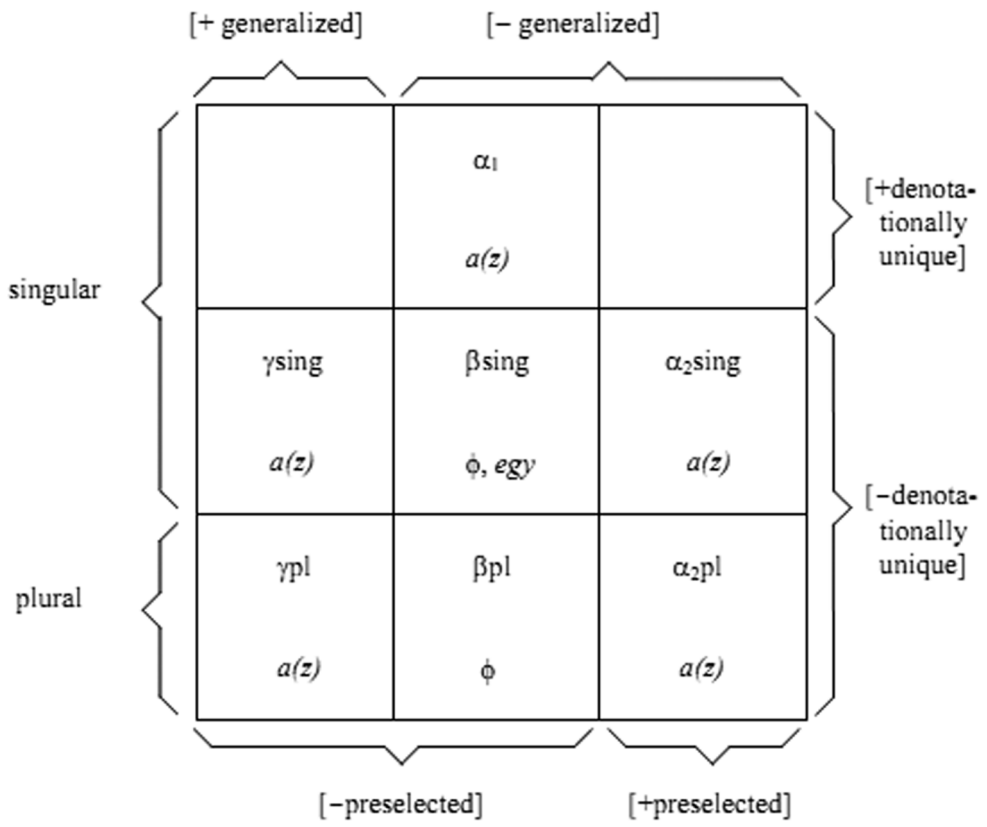 [+ generalized] [− generalized]
α₁
[+denota-
tionally
unique]
a(z)
singular
γsing βsing α₂sing
a(z) ϕ, egy a(z)
[−denota-
tionally
unique]
γpl βpl α₂pl
plural
a(z) ϕ a(z)
[−preselected] [+preselected]